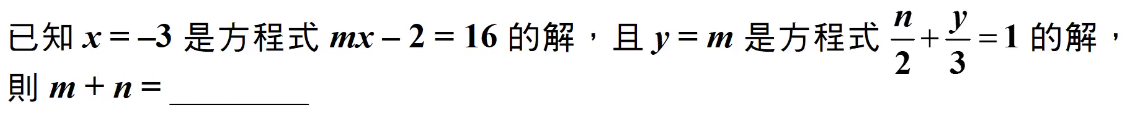 已知 x = –3 是方程式 mx – 2 = 16 的解，且 y = m 是方程式 n/2 + y/3 = 1 的解，
則 m + n = ________